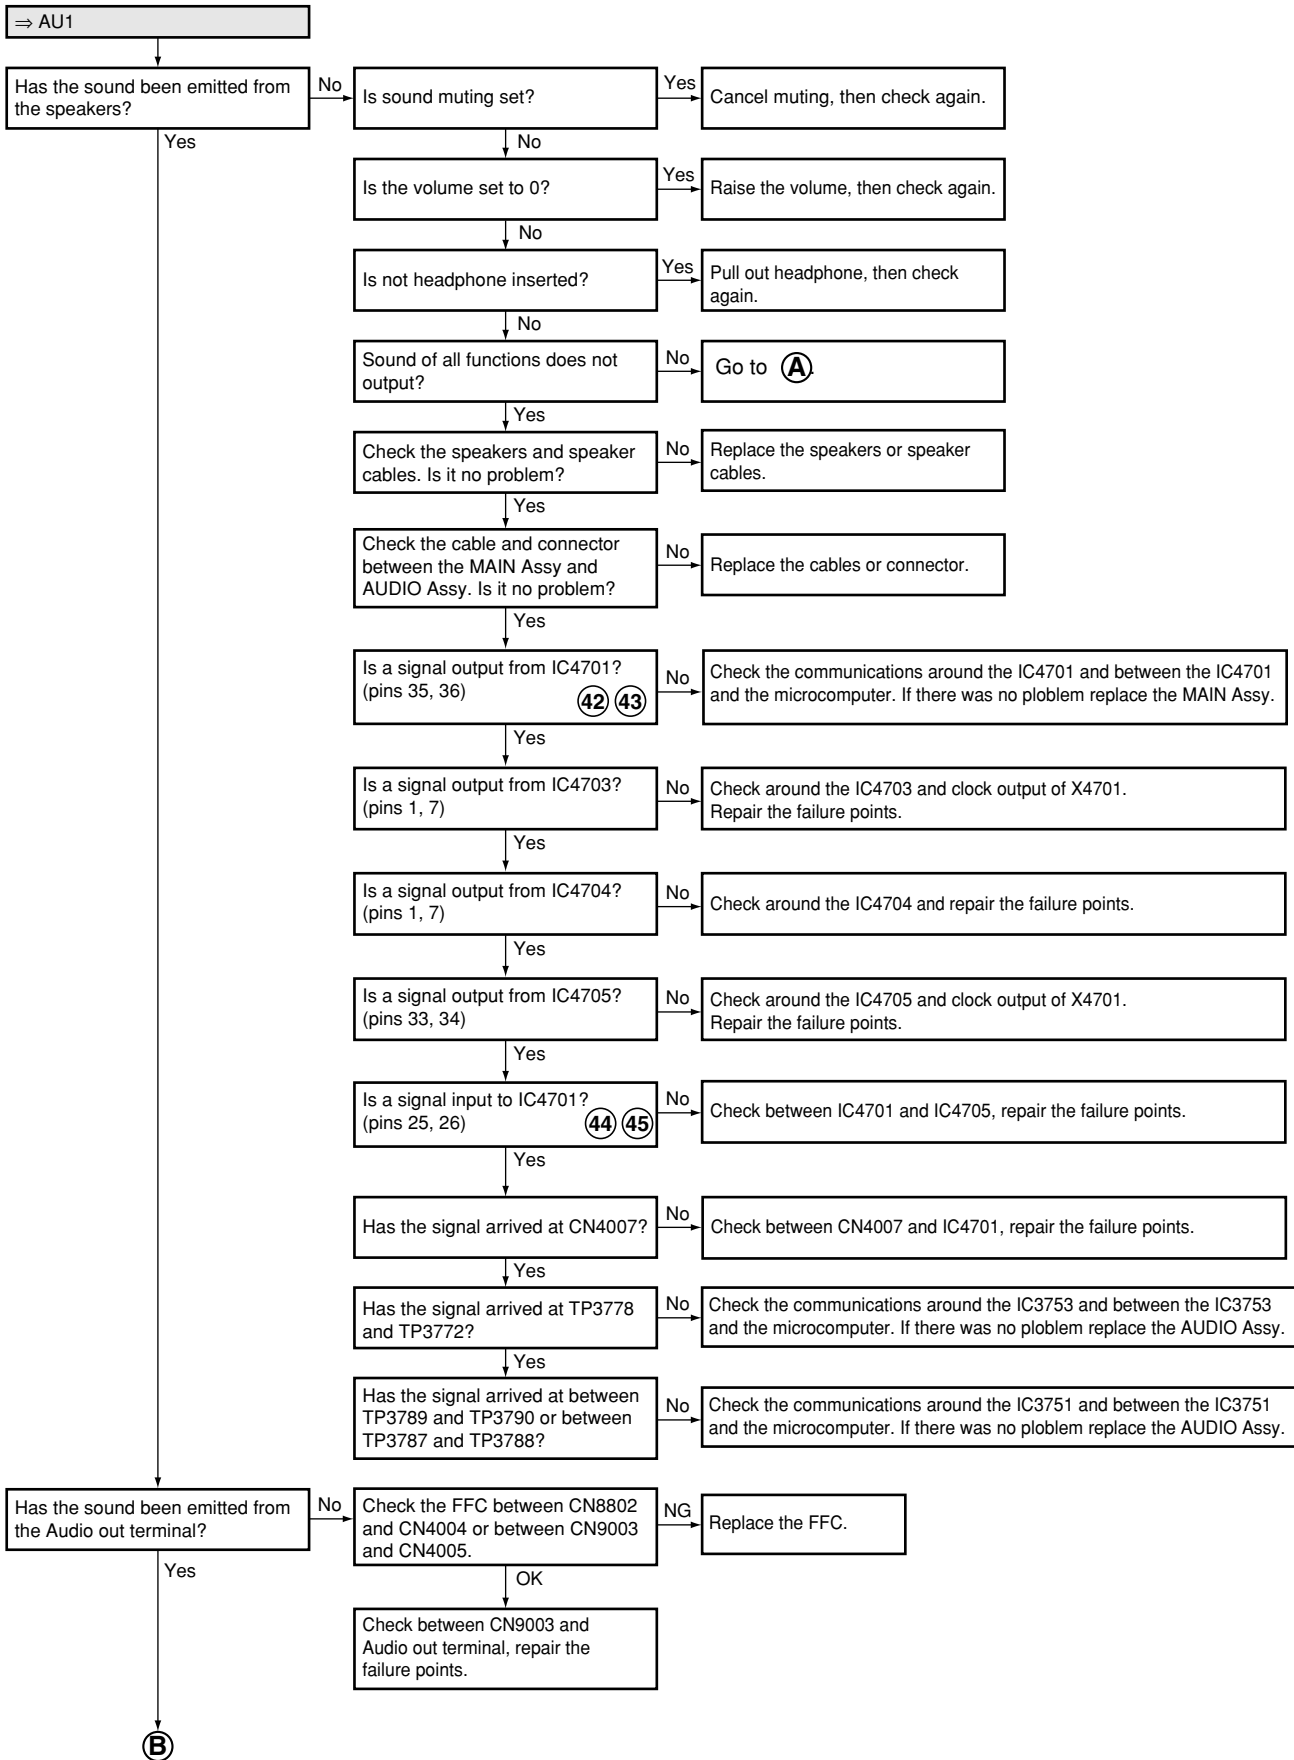 ⇒ AU1
Has the sound been emitted from
the speakers?
No
Is sound muting set?
Yes
Cancel muting, then check again.
Yes
No
Is the volume set to 0?
Yes
Raise the volume, then check again.
No
Is not headphone inserted?
Yes
Pull out headphone, then check
again.
No
Sound of all functions does not
output?
No
Go to Ⓐ.
Yes
Check the speakers and speaker
cables. Is it no problem?
No
Replace the speakers or speaker
cables.
Yes
Check the cable and connector
between the MAIN Assy and
AUDIO Assy. Is it no problem?
No
Replace the cables or connector.
Yes
Is a signal output from IC4701?
(pins 35, 36)
㊷ ㊸
No
Check the communications around the IC4701 and between the IC4701
and the microcomputer. If there was no ploblem replace the MAIN Assy.
Yes
Is a signal output from IC4703?
(pins 1, 7)
No
Check around the IC4703 and clock output of X4701.
Repair the failure points.
Yes
Is a signal output from IC4704?
(pins 1, 7)
No
Check around the IC4704 and repair the failure points.
Yes
Is a signal output from IC4705?
(pins 33, 34)
No
Check around the IC4705 and clock output of X4701.
Repair the failure points.
Yes
Is a signal input to IC4701?
(pins 25, 26)
㊹ ㊺
No
Check between IC4701 and IC4705, repair the failure points.
Yes
Has the signal arrived at CN4007?
No
Check between CN4007 and IC4701, repair the failure points.
Yes
Has the signal arrived at TP3778
and TP3772?
No
Check the communications around the IC3753 and between the IC3753
and the microcomputer. If there was no ploblem replace the AUDIO Assy.
Yes
Has the signal arrived at between
TP3789 and TP3790 or between
TP3787 and TP3788?
No
Check the communications around the IC3751 and between the IC3751
and the microcomputer. If there was no ploblem replace the AUDIO Assy.
Has the sound been emitted from
the Audio out terminal?
No
Check the FFC between CN8802
and CN4004 or between CN9003
and CN4005.
NG
Replace the FFC.
Yes
OK
Check between CN9003 and
Audio out terminal, repair the
failure points.
Ⓑ